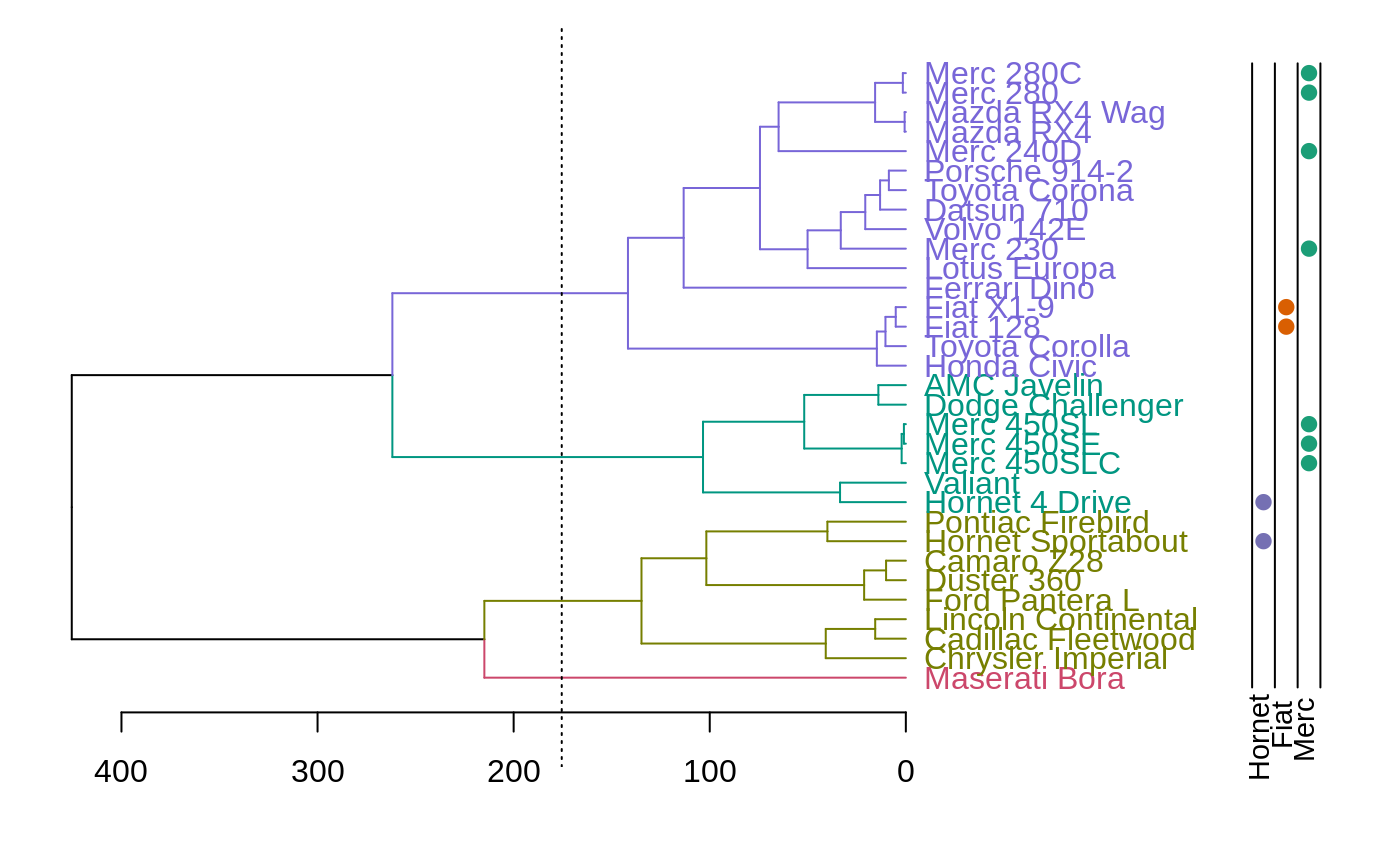 Merc 280C
Merc 280
Mazda RX4 Wag
Mazda RX4
Merc 240D
Porsche 914-2
Toyota Corona
Datsun 710
Volvo 142E
Merc 230
Lotus Europa
Ferrari Dino
Fiat X1-9
Fiat 128
Toyota Corolla
Honda Civic
AMC Javelin
Dodge Challenger
Merc 450SL
Merc 450SE
Merc 450SLC
Valiant
Hornet 4 Drive
Pontiac Firebird
Hornet Sportabout
Camaro Z28
Duster 360
Ford Pantera L
Lincoln Continental
Cadillac Fleetwood
Chrysler Imperial
Maserati Bora
Hornet
Fiat
Merc
400 300 200 100 0